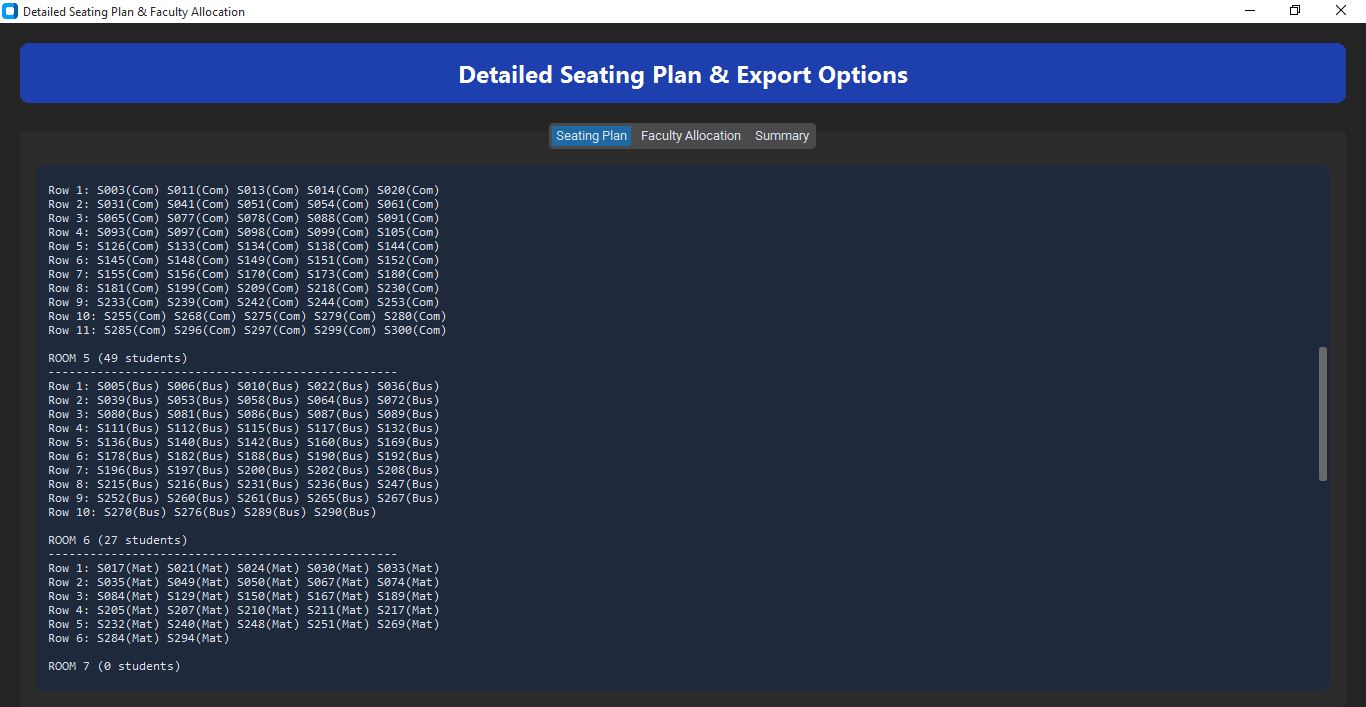 Detailed Seating Plan & Faculty Allocation
Detailed Seating Plan & Export Options
Seating Plan Faculty Allocation Summary
Row 1: S003(Com) S011(Com) S013(Com) S014(Com) S020(Com)
Row 2: S031(Com) S041(Com) S051(Com) S054(Com) S061(Com)
Row 3: S065(Com) S077(Com) S078(Com) S088(Com) S091(Com)
Row 4: S093(Com) S097(Com) S098(Com) S099(Com) S105(Com)
Row 5: S126(Com) S133(Com) S134(Com) S138(Com) S144(Com)
Row 6: S145(Com) S148(Com) S149(Com) S151(Com) S152(Com)
Row 7: S155(Com) S156(Com) S170(Com) S173(Com) S180(Com)
Row 8: S181(Com) S199(Com) S209(Com) S218(Com) S230(Com)
Row 9: S233(Com) S239(Com) S242(Com) S244(Com) S253(Com)
Row 10: S255(Com) S268(Com) S275(Com) S279(Com) S280(Com)
Row 11: S285(Com) S296(Com) S297(Com) S299(Com) S300(Com)
ROOM 5 (49 students)
--------------------------------------------------
Row 1: S005(Bus) S006(Bus) S010(Bus) S022(Bus) S036(Bus)
Row 2: S039(Bus) S053(Bus) S058(Bus) S064(Bus) S072(Bus)
Row 3: S080(Bus) S081(Bus) S086(Bus) S087(Bus) S089(Bus)
Row 4: S111(Bus) S112(Bus) S115(Bus) S117(Bus) S132(Bus)
Row 5: S136(Bus) S140(Bus) S142(Bus) S160(Bus) S169(Bus)
Row 6: S178(Bus) S182(Bus) S188(Bus) S190(Bus) S192(Bus)
Row 7: S196(Bus) S197(Bus) S200(Bus) S202(Bus) S208(Bus)
Row 8: S215(Bus) S216(Bus) S231(Bus) S236(Bus) S247(Bus)
Row 9: S252(Bus) S260(Bus) S261(Bus) S265(Bus) S267(Bus)
Row 10: S270(Bus) S276(Bus) S289(Bus) S290(Bus)
ROOM 6 (27 students)
--------------------------------------------------
Row 1: S017(Mat) S021(Mat) S024(Mat) S030(Mat) S033(Mat)
Row 2: S035(Mat) S049(Mat) S050(Mat) S067(Mat) S074(Mat)
Row 3: S084(Mat) S129(Mat) S150(Mat) S167(Mat) S189(Mat)
Row 4: S205(Mat) S207(Mat) S210(Mat) S211(Mat) S217(Mat)
Row 5: S232(Mat) S240(Mat) S248(Mat) S251(Mat) S269(Mat)
Row 6: S284(Mat) S294(Mat)
ROOM 7 (0 students)